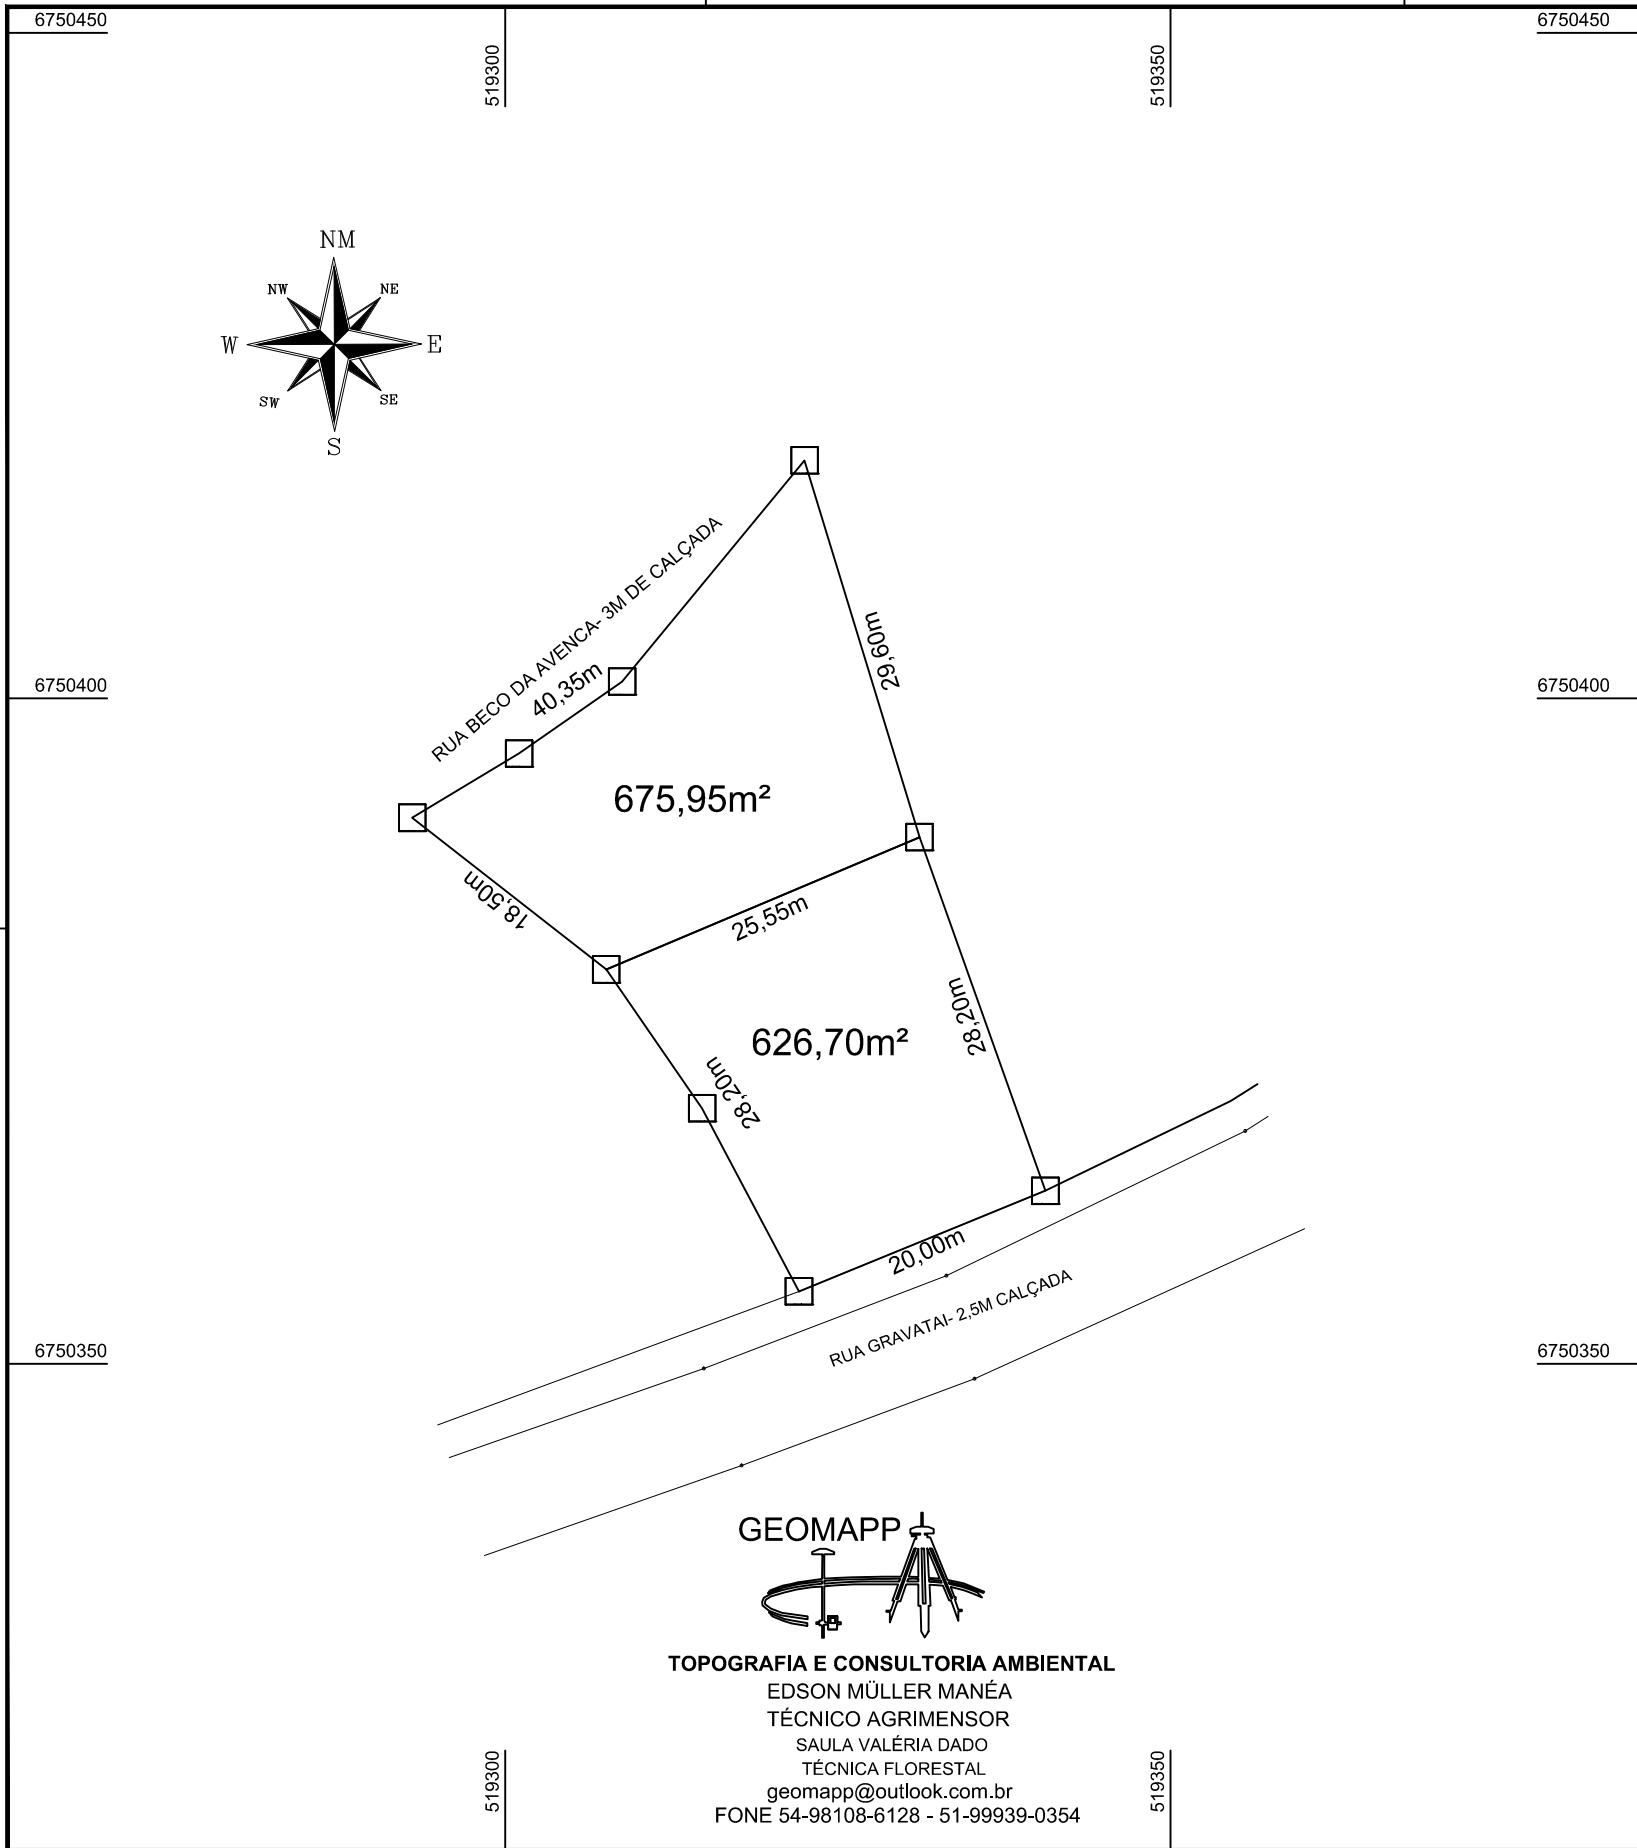 6750450
6750450
519300
519350
NM
NW
NE
W
E
SW
SE
S
RUA BECO DA AVENCA- 3M DE CALÇADA
40,35m
29,60m
6750400
6750400
675,95m²
18,50m
25,55m
28,20m
626,70m²
28,20m
20,00m
RUA GRAVATAI- 2,5M CALÇADA
6750350
6750350
GEOMAPP
TOPOGRAFIA E CONSULTORIA AMBIENTAL
EDSON MÜLLER MANÉA
TÉCNICO AGRIMENSOR
SAULA VALÉRIA DADO
TÉCNICA FLORESTAL
geomapp@outlook.com.br
FONE 54-98108-6128 - 51-99939-0354
519300
519350